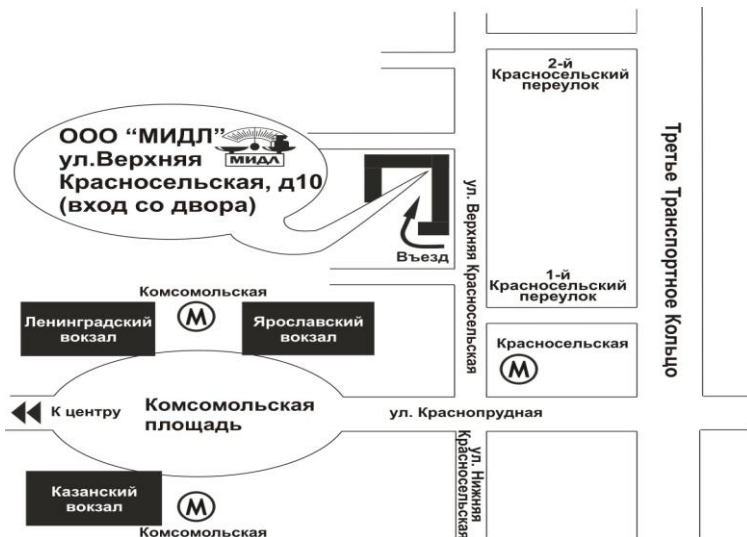 2-й
Красносельский
переулок
ООО “МИДЛ”
МИДЛ
ул.Верхняя
Красносельская, д10
(вход со двора)
Третье Транспортное Кольцо
ул. Верхняя Красносельская
Въезд
1-й
Красносельский
переулок
Комсомольская
М
Ленинградский
вокзал
Ярославский
вокзал
Красносельская
М
К центру
Комсомольская
площадь
ул. Краснопрудная
ул. Нижняя
Красносельская
Казанский
вокзал
М
Комсомольская